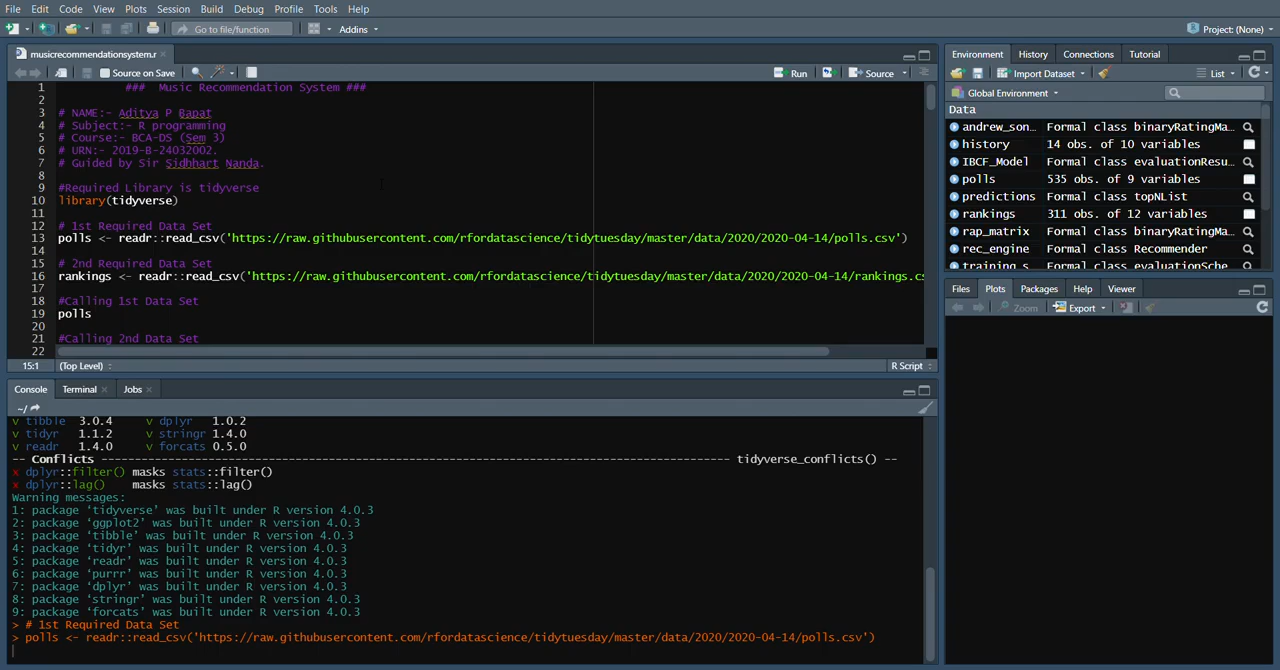 File Edit Code View Plots Session Build Debug Profile Tools Help
Go to file/function Addins Project: (None)
musicrecommendationsystem.r
Source on Save Run Source
1 ### Music Recommendation System ###
2
3 # NAME:- Aditya P Bapat
4 # Subject:- R programming
5 # Course:- BCA-DS (Sem 3)
6 # URN:- 2019-B-24032002.
7 # Guided by Sir Sidhhart Nanda.
8
9 #Required Library is tidyverse
10 library(tidyverse)
11
12 # 1st Required Data Set
13 polls <- readr::read_csv('https://raw.githubusercontent.com/rfordatascience/tidytuesday/master/data/2020/2020-04-14/polls.csv')
14
15 # 2nd Required Data Set
16 rankings <- readr::read_csv('https://raw.githubusercontent.com/rfordatascience/tidytuesday/master/data/2020/2020-04-14/rankings.cs
17
18 #Calling 1st Data Set
19 polls
20
21 #Calling 2nd Data Set
22
15:1 (Top Level) R Script
Console Terminal Jobs
~/
v tibble 3.0.4 v dplyr 1.0.2
v tidyr 1.1.2 v stringr 1.4.0
v readr 1.4.0 v forcats 0.5.0
-- Conflicts ----------------------------------------------------------------------------------------------- tidyverse_conflicts() --
x dplyr::filter() masks stats::filter()
x dplyr::lag() masks stats::lag()
Warning messages:
1: package ‘tidyverse’ was built under R version 4.0.3
2: package ‘ggplot2’ was built under R version 4.0.3
3: package ‘tibble’ was built under R version 4.0.3
4: package ‘tidyr’ was built under R version 4.0.3
5: package ‘readr’ was built under R version 4.0.3
6: package ‘purrr’ was built under R version 4.0.3
7: package ‘dplyr’ was built under R version 4.0.3
8: package ‘stringr’ was built under R version 4.0.3
9: package ‘forcats’ was built under R version 4.0.3
> # 1st Required Data Set
> polls <- readr::read_csv('https://raw.githubusercontent.com/rfordatascience/tidytuesday/master/data/2020/2020-04-14/polls.csv')
Environment History Connections Tutorial
Import Dataset List
Global Environment
Data
andrew_son… Formal class binaryRatingMa…
history 14 obs. of 10 variables
IBCF_Model Formal class evaluationResu…
polls 535 obs. of 9 variables
predictions Formal class topNList
rankings 311 obs. of 12 variables
rap_matrix Formal class binaryRatingMa…
rec_engine Formal class Recommender
training_s… Formal class evaluationSche…
Files Plots Packages Help Viewer
Zoom Export